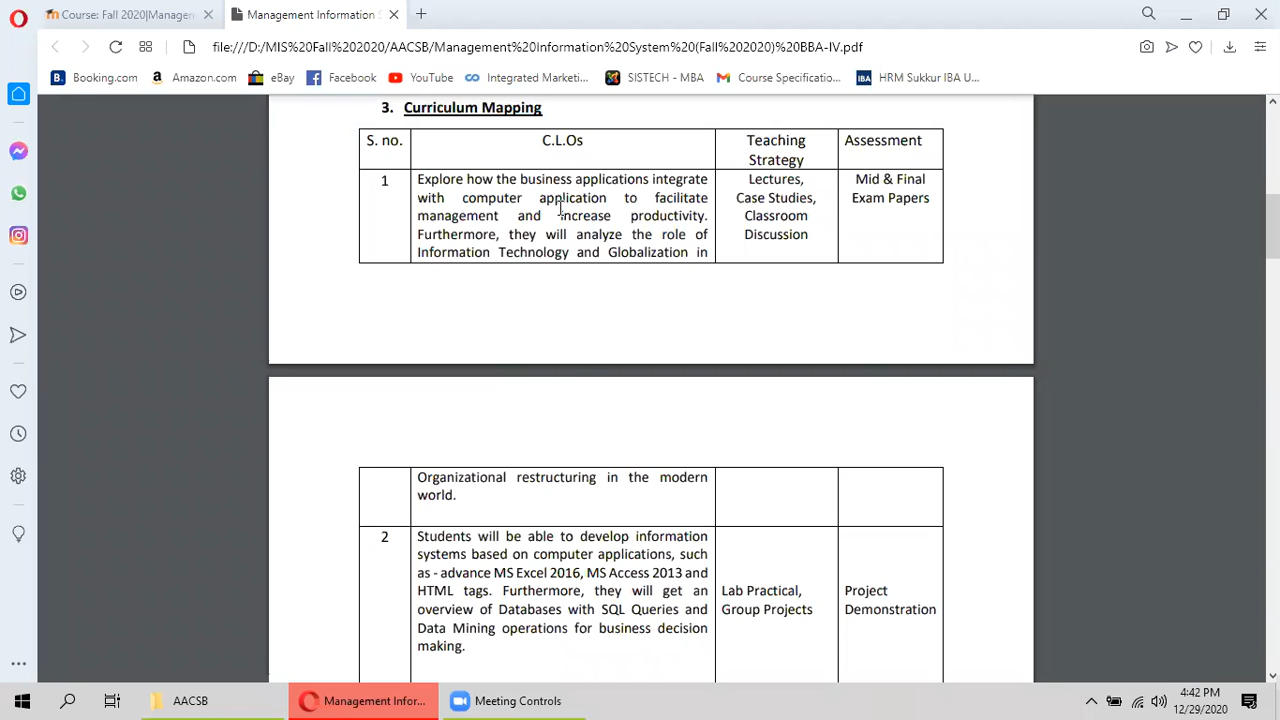 Course: Fall 2020|Managen
Management Information S
file:///D:/MIS%20Fall%202020/AACSB/Management%20Information%20System%20(Fall%202020)%20BBA-IV.pdf
B. Booking.com
a Amazon.com
ebay eBay
Facebook
YouTube
Integrated Marketi...
SISTECH - MBA
Course Specificatio...
IBA HRM Sukkur IBA U...
3. Curriculum Mapping
S. no.
C.L.Os
Teaching
Strategy
Assessment
1
Explore how the business applications integrate
with computer application to facilitate
management and increase productivity.
Furthermore, they will analyze the role of
Information Technology and Globalization in
Lectures,
Case Studies,
Classroom
Discussion
Mid & Final
Exam Papers
Organizational restructuring in the modern
world.
2
Students will be able to develop information
systems based on computer applications, such
as - advance MS Excel 2016, MS Access 2013 and
HTML tags. Furthermore, they will get an
overview of Databases with SQL Queries and
Data Mining operations for business decision
making.
Lab Practical,
Group Projects
Project
Demonstration
AACSB
Management Infor...
Meeting Controls
4:42 PM
12/29/2020